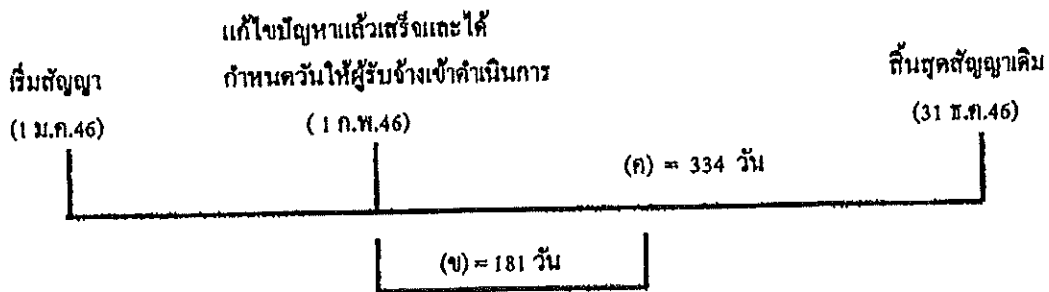 แก้ไขปัญหาแล้วเสร็จและได้
กำหนดวันให้ผู้รับจ้างเข้าดำเนินการ
เริ่มสัญญา
สิ้นสุดสัญญาเดิม
(1 ม.ค.46)
( 1 ก.พ.46)
(31 ธ.ค.46)
(ค) = 334 วัน
(ข) = 181 วัน